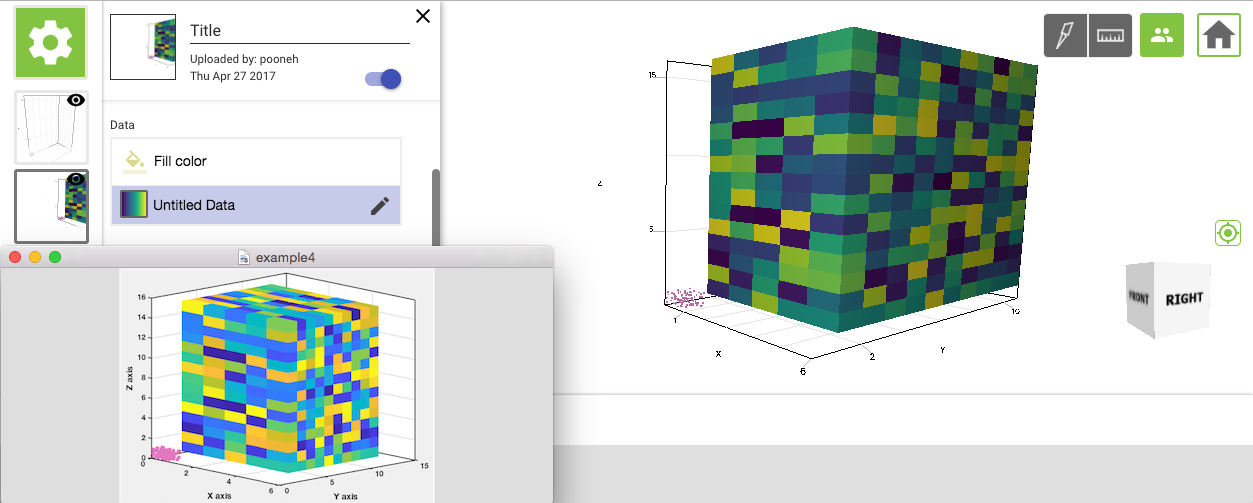 Title
Uploaded by: pooneh
Thu Apr 27 2017
Data
Fill color
Untitled Data
example4
16
14
12
10
8
6
4
2
0
Z axis
0
2
4
6
X axis
0
5
10
15
Y axis
15
5
Z
1
X
6
2
Y
10
FRONT
RIGHT